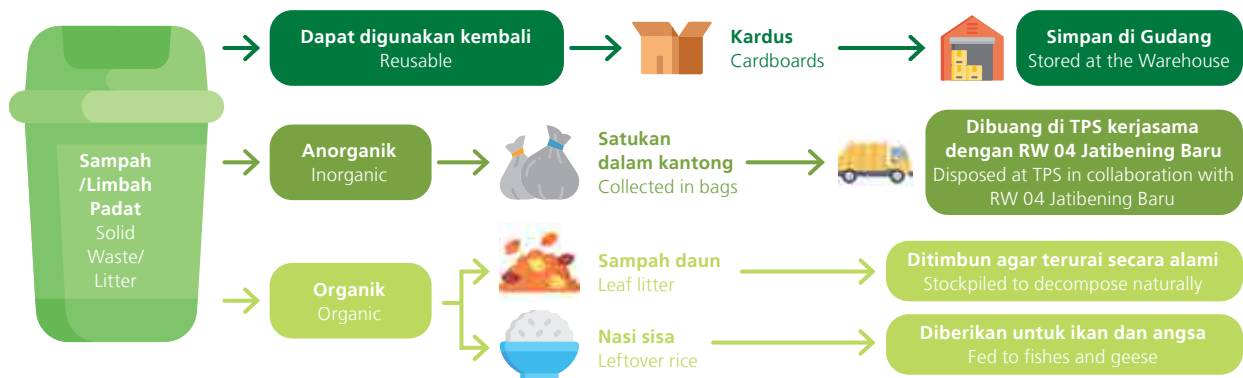 Sampah
/Limbah
Padat
Solid
Waste/
Litter
Dapat digunakan kembali
Reusable
Kardus
Cardboards
Simpan di Gudang
Stored at the Warehouse
Anorganik
Inorganic
Satukan
dalam kantong
Collected in bags
Dibuang di TPS kerjasama
dengan RW 04 Jatibening Baru
Disposed at TPS in collaboration with
RW 04 Jatibening Baru
Organik
Organic
Sampah daun
Leaf litter
Ditimbun agar terurai secara alami
Stockpiled to decompose naturally
Nasi sisa
Leftover rice
Diberikan untuk ikan dan angsa
Fed to fishes and geese